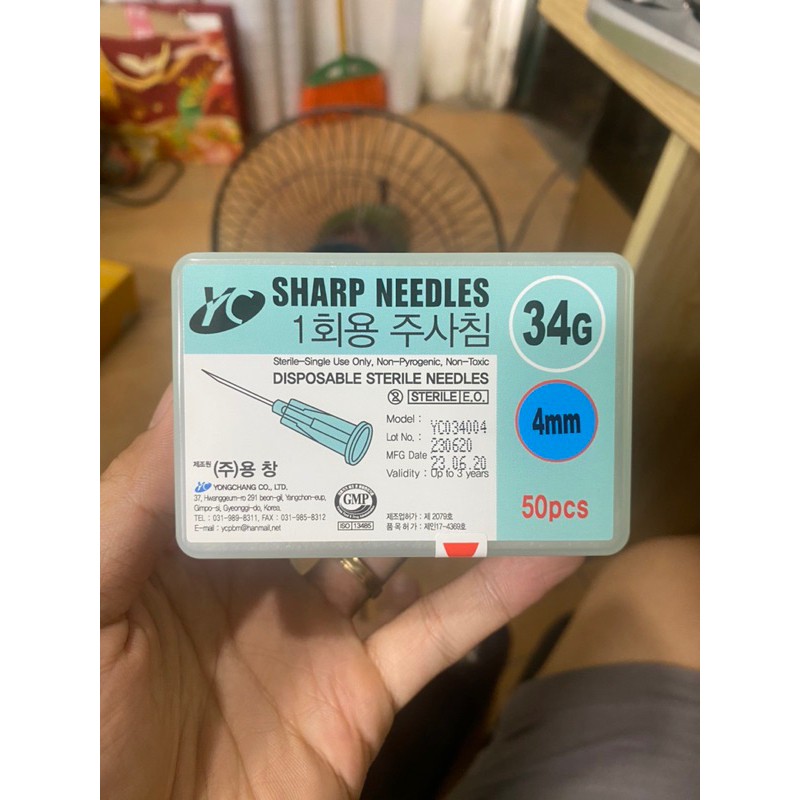 YC SHARP NEEDLES
1회용 주사침
34G
4mm
50pcs
Sterile-Single Use Only, Non-Pyrogenic, Non-Toxic
DISPOSABLE STERILE NEEDLES
STERILE E.O.
Model : YC034004
Lot No. : 230620
MFG Date : 23.06.20
Validity : Up to 3 years
제조원 (주)용 창
YC YONGCHANG CO., LTD.
37, Hwanggeum-ro 291 beon-gil, Yangchon-eup,
Gimpo-si, Gyeonggi-do, Korea.
TEL : 031-989-8311, FAX : 031-985-8312
E-mail : ycpbm@hanmail.net
GMP
ISO 13485
제조업허가 : 제 2079호
품 목 허 가 : 제인17-4369호